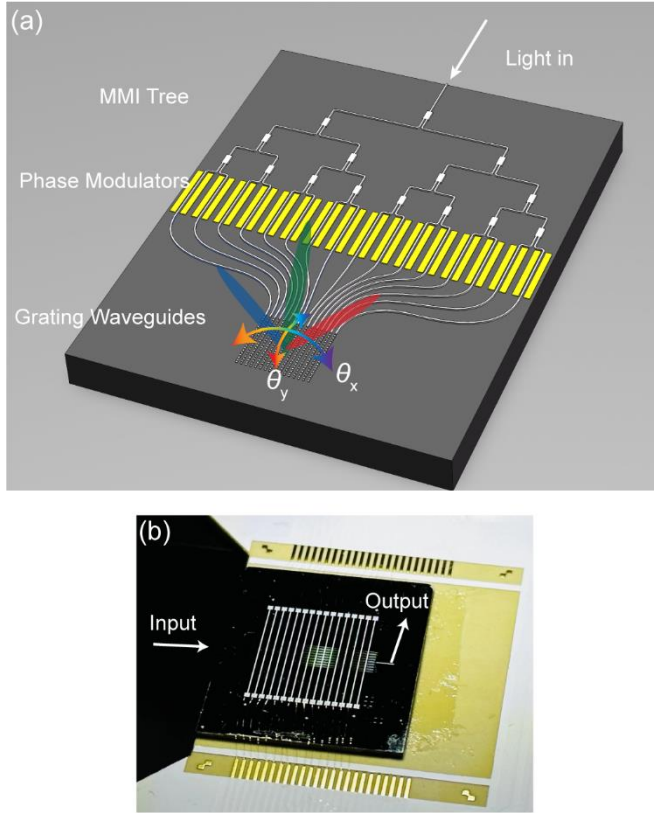 (a)
Light in
MMI Tree
Phase Modulators
Grating Waveguides
θy
θx
(b)
Output
Input